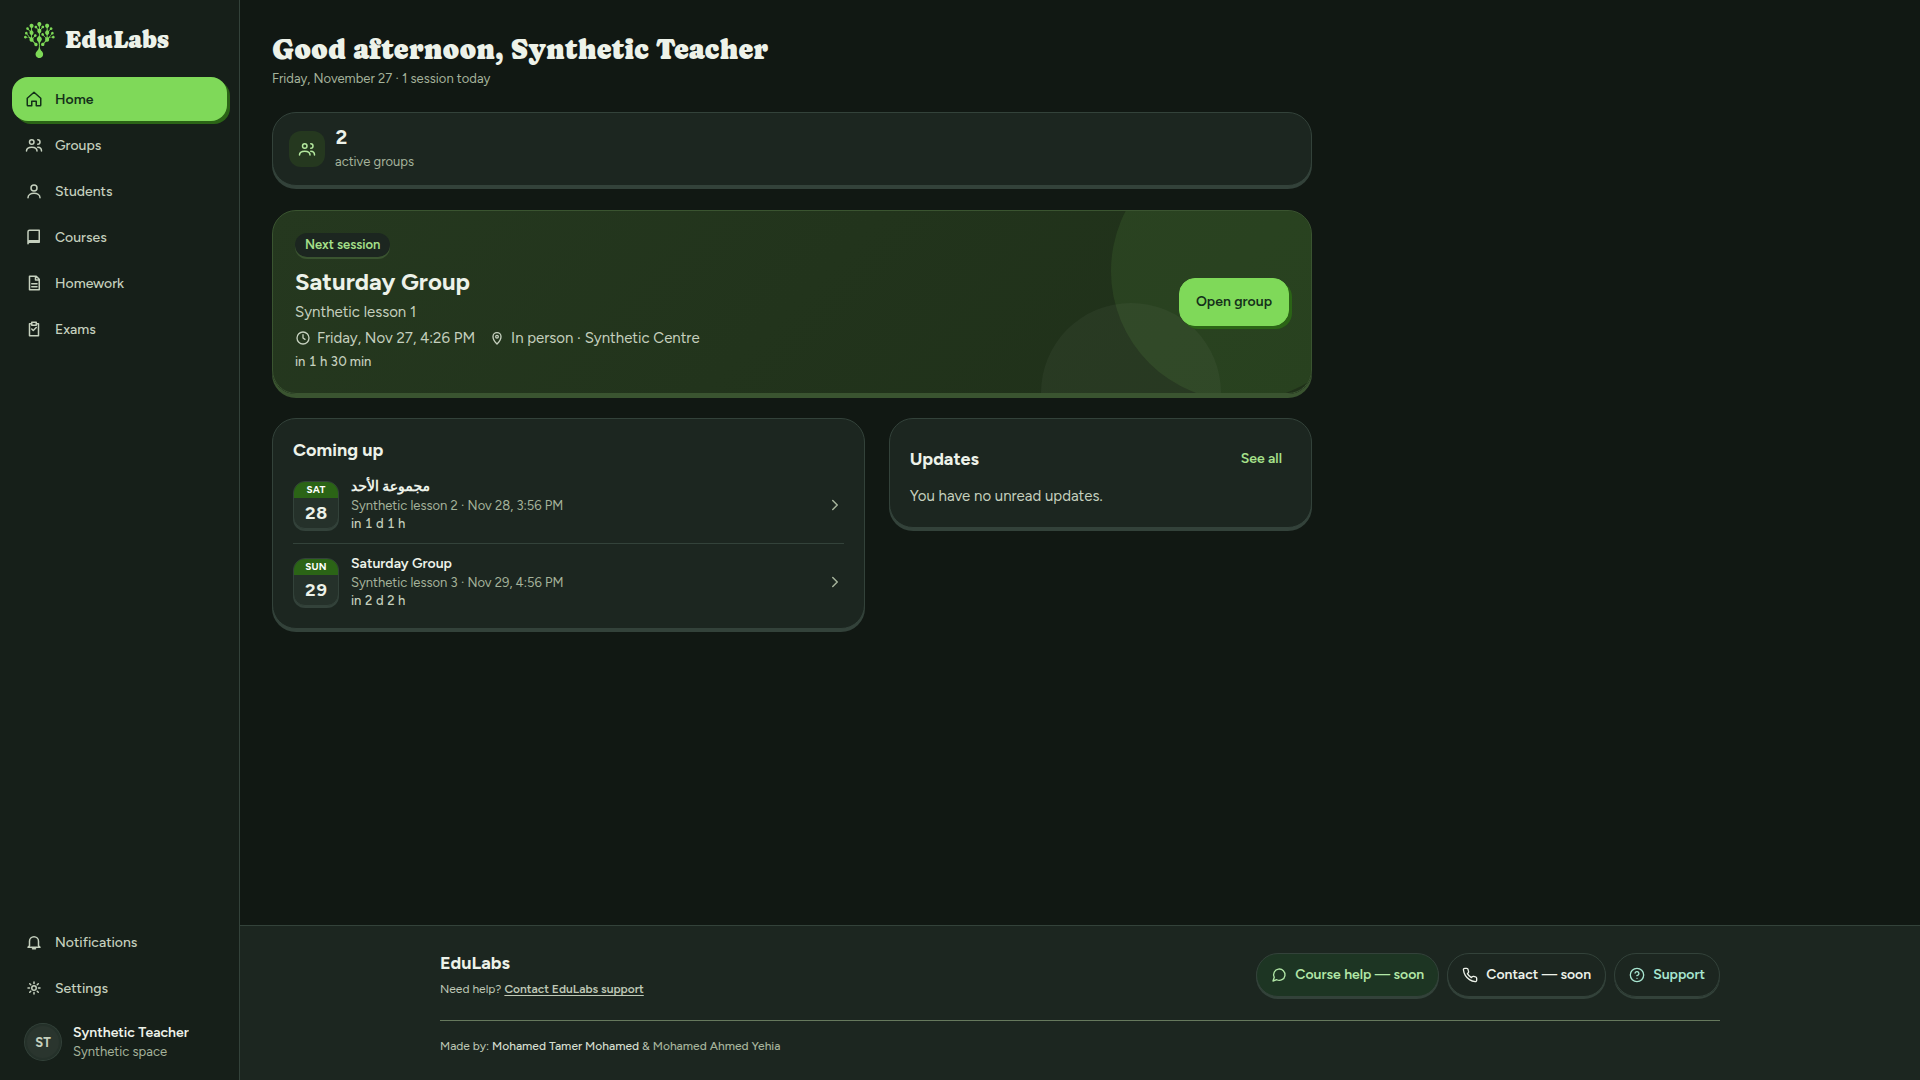 EduLabs
Home
Groups
Students
Courses
Homework
Exams
Notifications
Settings
ST
Synthetic Teacher
Synthetic space
Good afternoon, Synthetic Teacher
Friday, November 27 · 1 session today
2
active groups
Next session
Saturday Group
Synthetic lesson 1
Friday, Nov 27, 4:26 PM
In person · Synthetic Centre
in 1 h 30 min
Open group
Coming up
SAT
28
مجموعة الأحد
Synthetic lesson 2 · Nov 28, 3:56 PM
in 1 d 1 h
SUN
29
Saturday Group
Synthetic lesson 3 · Nov 29, 4:56 PM
in 2 d 2 h
Updates
See all
You have no unread updates.
EduLabs
Need help? Contact EduLabs support
Course help — soon
Contact — soon
Support
Made by: Mohamed Tamer Mohamed & Mohamed Ahmed Yehia